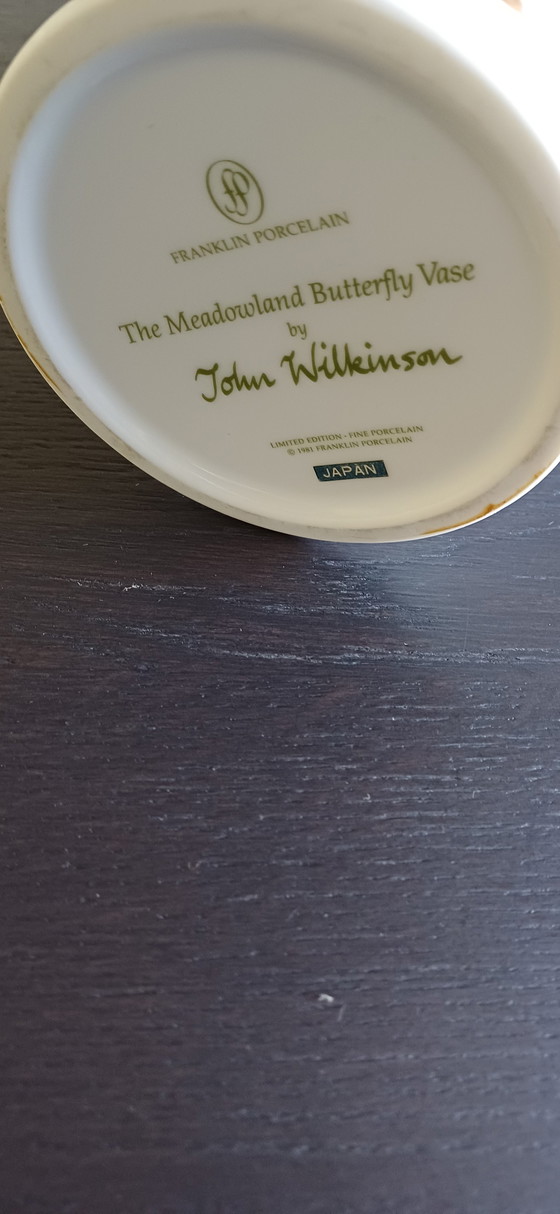 FP
FRANKLIN PORCELAIN
The Meadowland Butterfly Vase
by
John Wilkinson
LIMITED EDITION · FINE PORCELAIN
© 1981 FRANKLIN PORCELAIN
JAPAN